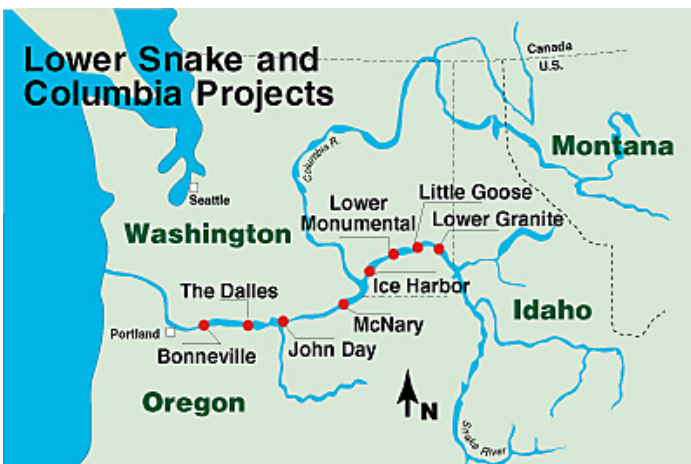 Lower Snake and
Columbia Projects
Canada
U.S.
Montana
Columbia R.
Seattle
Little Goose
Lower
Monumental
Lower Granite
Washington
Ice Harbor
The Dalles
Idaho
McNary
Portland
Bonneville
John Day
Oregon
N
Snake River